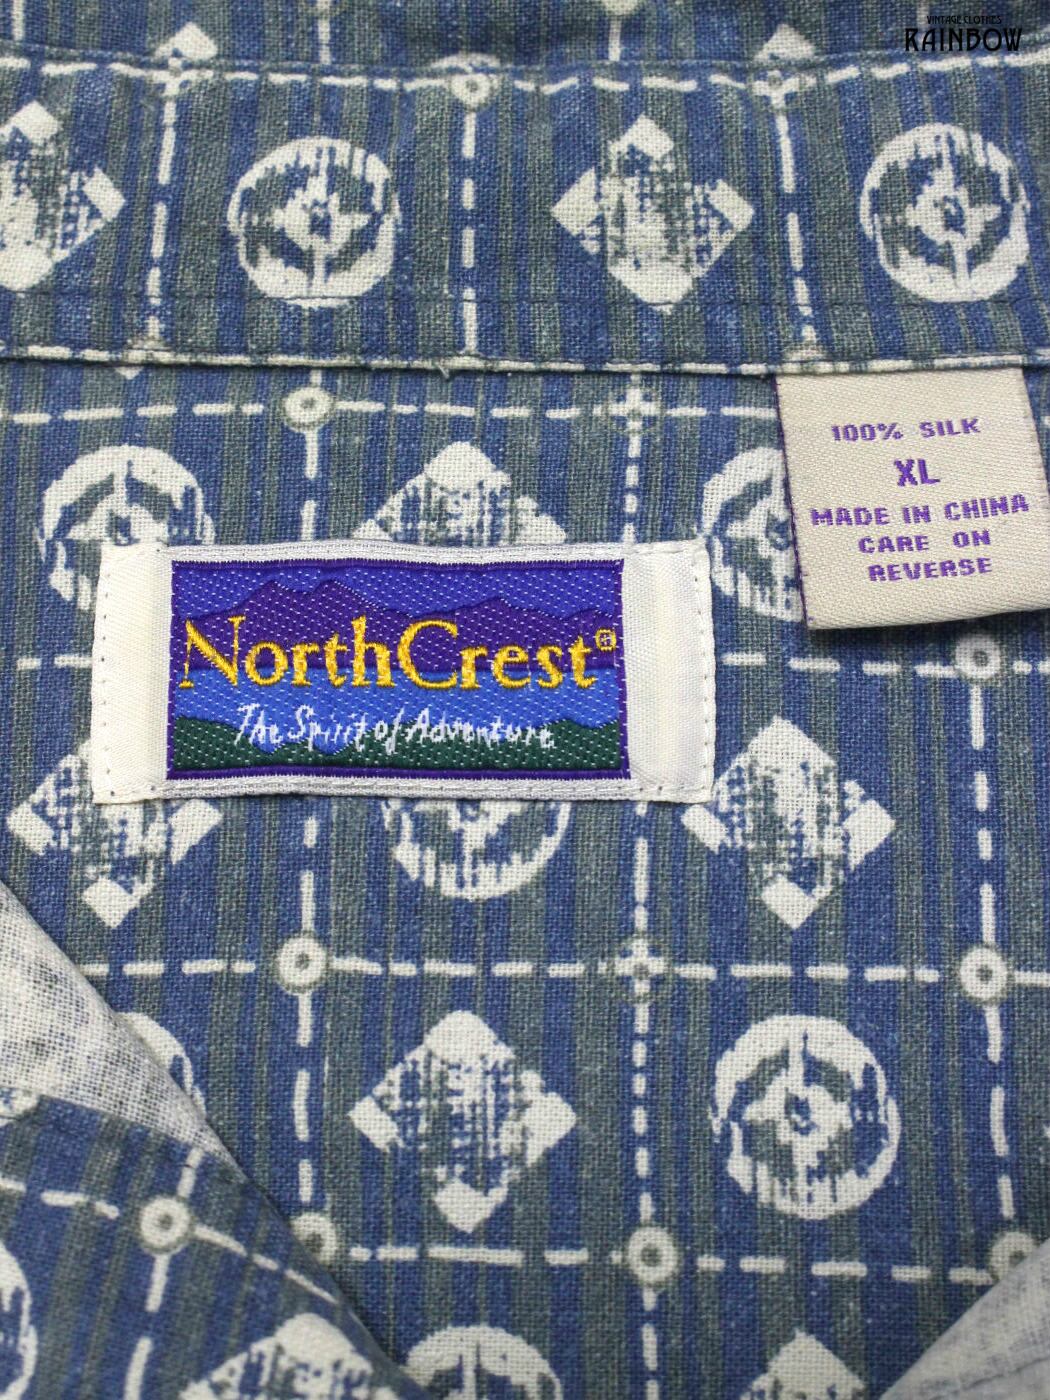 VINTAGE CLOTHES
RAINBOW
100% SILK
XL
MADE IN CHINA
CARE ON
REVERSE
NorthCrest®
The Spirit of Adventure